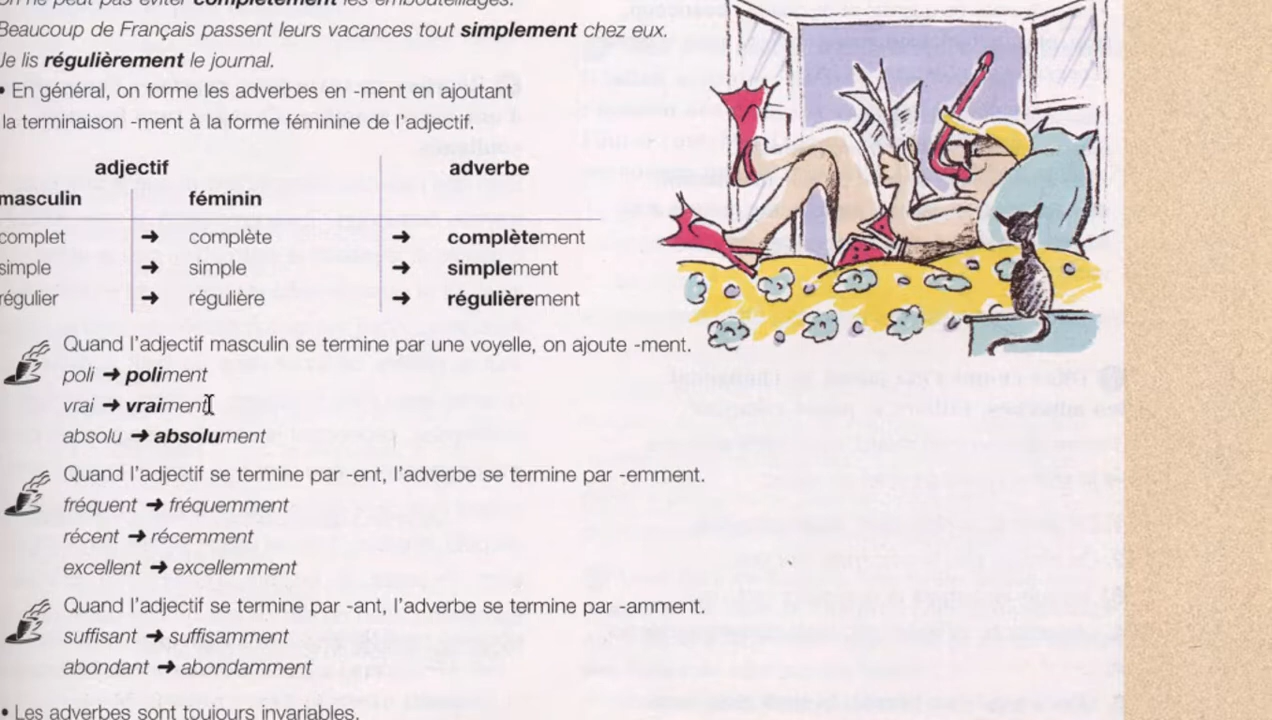 On ne peut pas éviter complètement les embouteillages.
Beaucoup de Français passent leurs vacances tout simplement chez eux.
Je lis régulièrement le journal.
• En général, on forme les adverbes en -ment en ajoutant
la terminaison -ment à la forme féminine de l'adjectif.
adjectif adverbe
masculin féminin
complet → complète → complètement
simple → simple → simplement
régulier → régulière → régulièrement
Quand l'adjectif masculin se termine par une voyelle, on ajoute -ment.
poli → poliment
vrai → vraiment
absolu → absolument
Quand l'adjectif se termine par -ent, l'adverbe se termine par -emment.
fréquent → fréquemment
récent → récemment
excellent → excellemment
Quand l'adjectif se termine par -ant, l'adverbe se termine par -amment.
suffisant → suffisamment
abondant → abondamment
• Les adverbes sont toujours invariables.